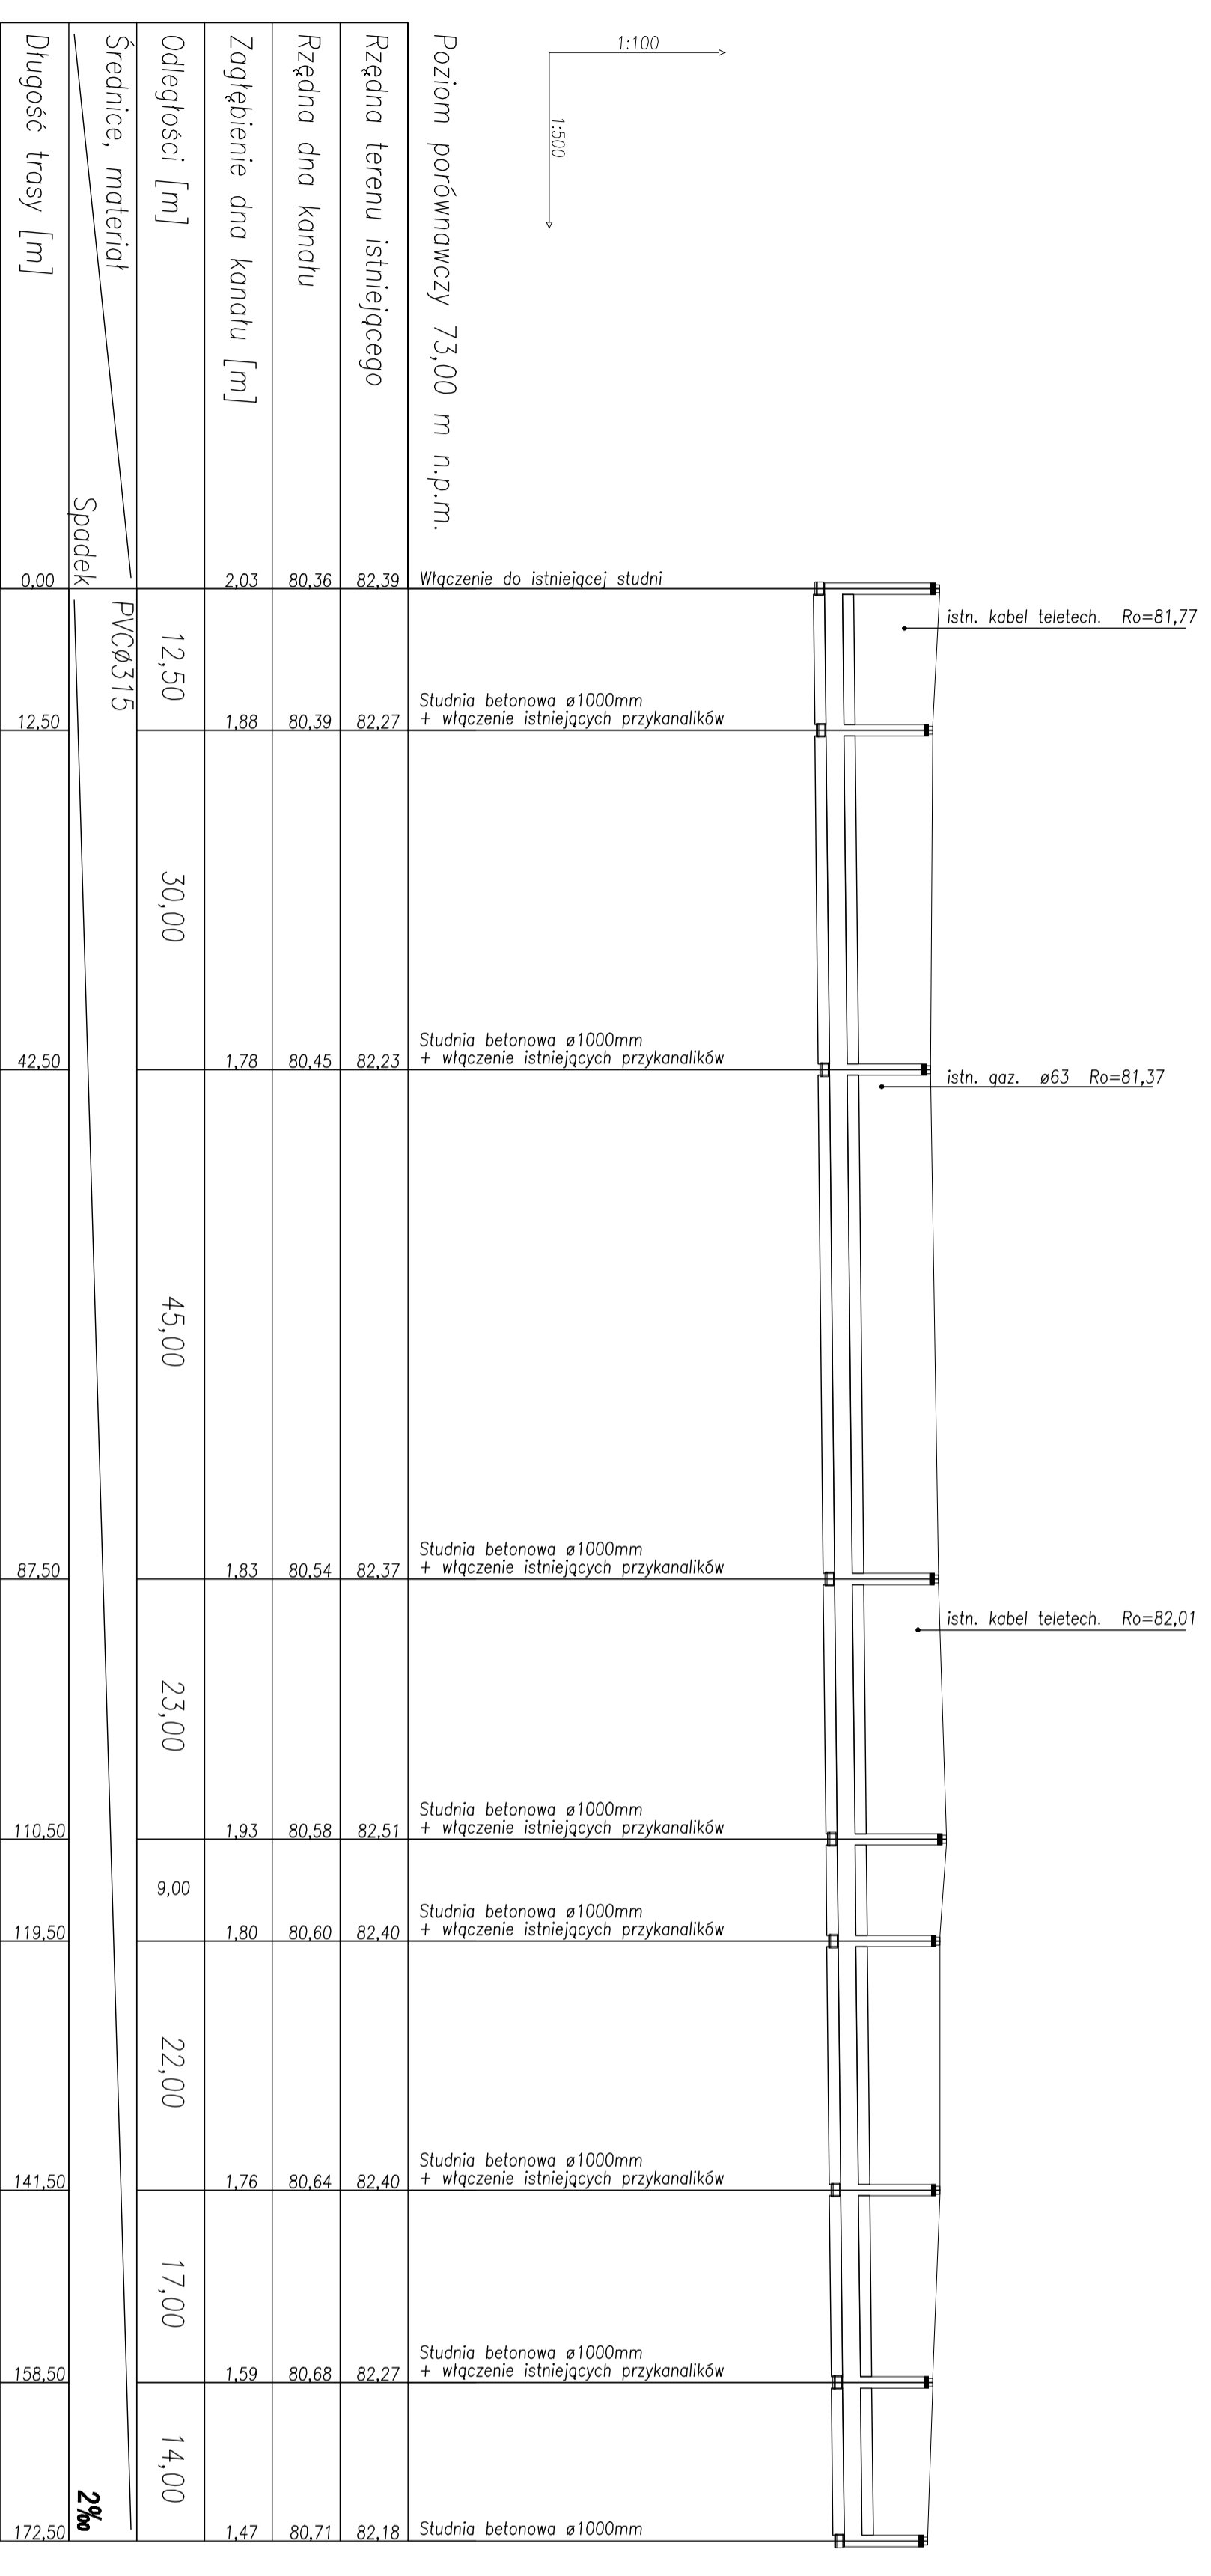 1:100
1:500
Poziom porównawczy 73,00 m n.p.m.
Rzędna terenu istniejącego
Rzędna dna kanału
Zagłębienie dna kanału [m]
Odległości [m]
Średnice, materiał
Spadek
Długość trasy [m]
istn. kabel teletech. Ro=81,77
istn. gaz. ø63 Ro=81,37
istn. kabel teletech. Ro=82,01
0,00
2,03
80,36
82,39
Włączenie do istniejącej studni
PVCØ315
12,50
Studnia betonowa ø1000mm
12,50
1,88
80,39
82,27
+ włączenie istniejących przykanalików
30,00
Studnia betonowa ø1000mm
42,50
1,78
80,45
82,23
+ włączenie istniejących przykanalików
45,00
Studnia betonowa ø1000mm
87,50
1,83
80,54
82,37
+ włączenie istniejących przykanalików
23,00
Studnia betonowa ø1000mm
110,50
1,93
80,58
82,51
+ włączenie istniejących przykanalików
9,00
Studnia betonowa ø1000mm
119,50
1,80
80,60
82,40
+ włączenie istniejących przykanalików
22,00
Studnia betonowa ø1000mm
141,50
1,76
80,64
82,40
+ włączenie istniejących przykanalików
17,00
Studnia betonowa ø1000mm
158,50
1,59
80,68
82,27
+ włączenie istniejących przykanalików
14,00
2‰
172,50
1,47
80,71
82,18
Studnia betonowa ø1000mm